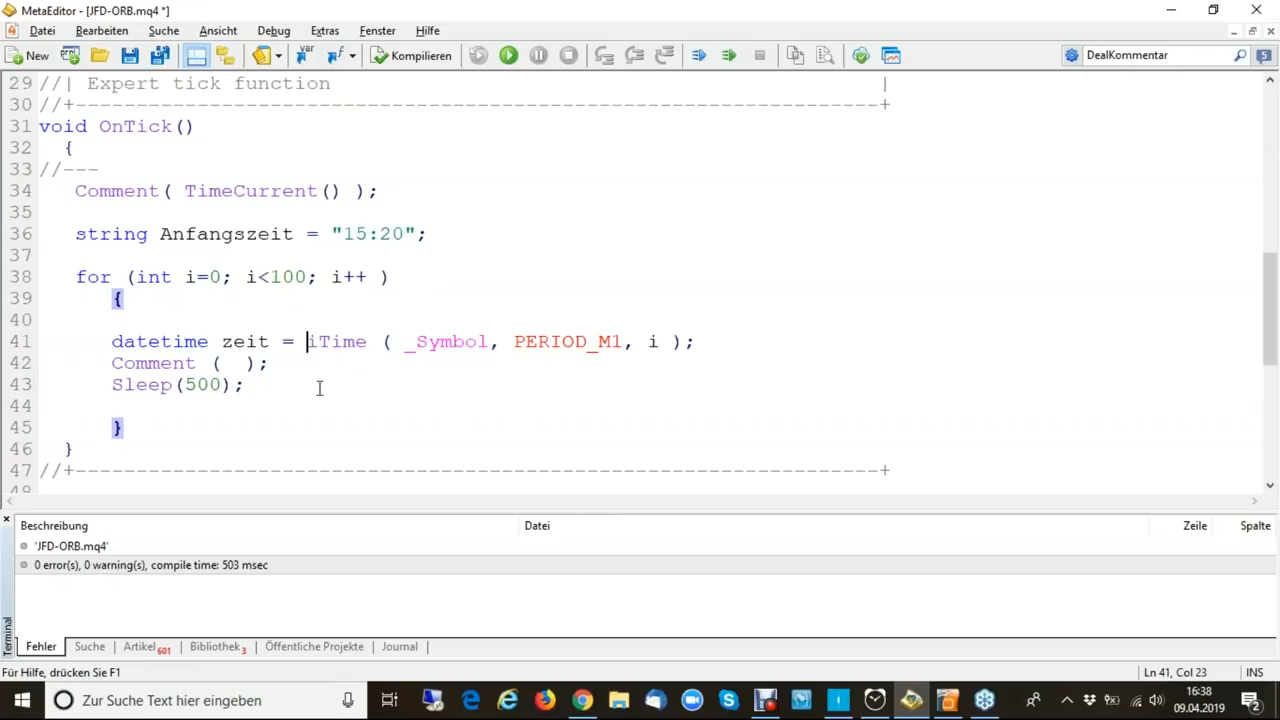 MetaEditor - [JFD-ORB.mq4 *]
Datei Bearbeiten Suche Ansicht Debug Extras Fenster Hilfe
New var Kompilieren DealKommentar 5
29 //| Expert tick function |
30 //+------------------------------------------------------------------+
31 void OnTick()
32 {
33 //---
34 Comment( TimeCurrent() );
35
36 string Anfangszeit = "15:20";
37
38 for (int i=0; i<100; i++ )
39 {
40
41 datetime zeit = iTime ( _Symbol, PERIOD_M1, i );
42 Comment ( );
43 Sleep(500);
44
45 }
46 }
47 //+------------------------------------------------------------------+
48
Beschreibung Datei Zeile Spalte
'JFD-ORB.mq4'
0 error(s), 0 warning(s), compile time: 503 msec
Terminal
Fehler Suche Artikel 601 Bibliothek 3 Öffentliche Projekte Journal
Für Hilfe, drücken Sie F1 Ln 41, Col 23 INS
Zur Suche Text hier eingeben 16:38
09.04.2019 2